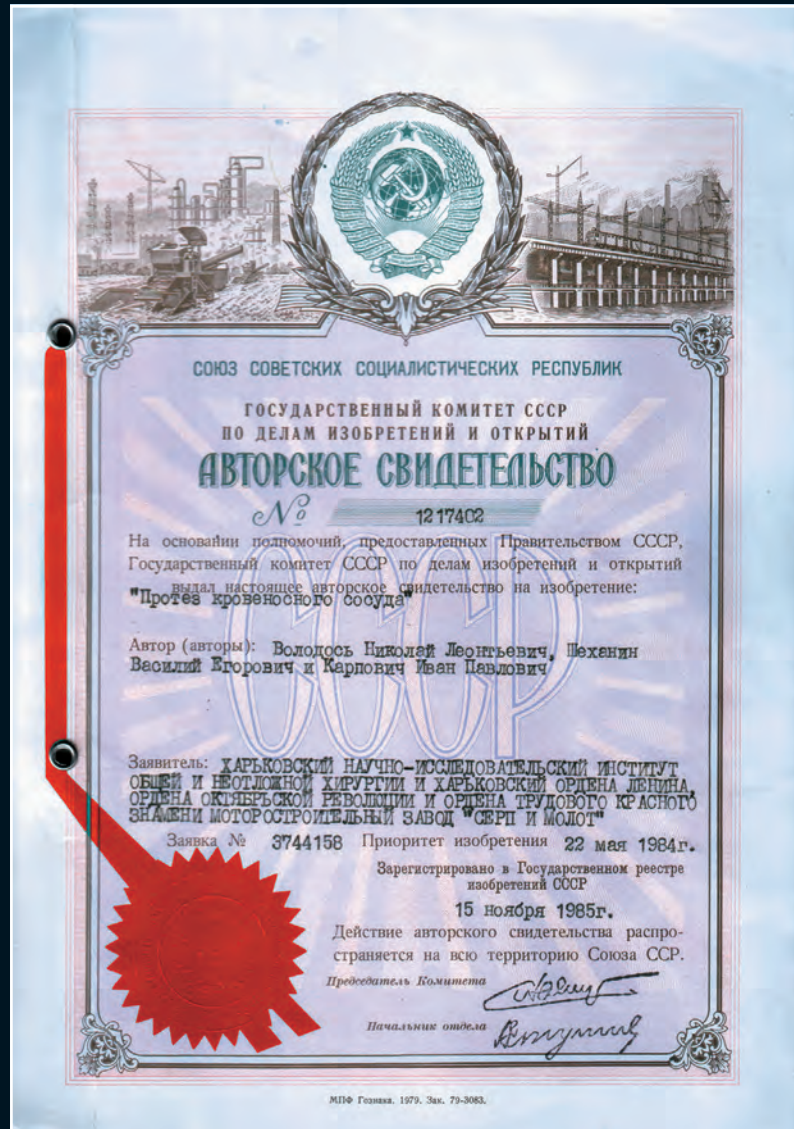 СОЮЗ СОВЕТСКИХ СОЦИАЛИСТИЧЕСКИХ РЕСПУБЛИК
ГОСУДАРСТВЕННЫЙ КОМИТЕТ СССР
ПО ДЕЛАМ ИЗОБРЕТЕНИЙ И ОТКРЫТИЙ
АВТОРСКОЕ СВИДЕТЕЛЬСТВО
№ 1217402
На основании полномочий, предоставленных Правительством СССР,
Государственный комитет СССР по делам изобретений и открытий
выдал настоящее авторское свидетельство на изобретение:
"Протез кровеносного сосуда"
Автор (авторы): Володось Николай Леонтьевич, Шеханин
Василий Егорович и Карпович Иван Павлович
СССР
Заявитель: ХАРЬКОВСКИЙ НАУЧНО-ИССЛЕДОВАТЕЛЬСКИЙ ИНСТИТУТ
ОБЩЕЙ И НЕОТЛОЖНОЙ ХИРУРГИИ И ХАРЬКОВСКИЙ ОРДЕНА ЛЕНИНА,
ОРДЕНА ОКТЯБРЬСКОЙ РЕВОЛЮЦИИ И ОРДЕНА ТРУДОВОГО КРАСНОГО
ЗНАМЕНИ МОТОРОСТРОИТЕЛЬНЫЙ ЗАВОД "СЕРП И МОЛОТ"
Заявка № 3744158 Приоритет изобретения 22 мая 1984г.
Зарегистрировано в Государственном реестре
изобретений СССР
15 ноября 1985г.
Действие авторского свидетельства распро-
страняется на всю территорию Союза ССР.
Председатель Комитета
Начальник отдела
МПФ Гознака. 1979. Зак. 79-3083.